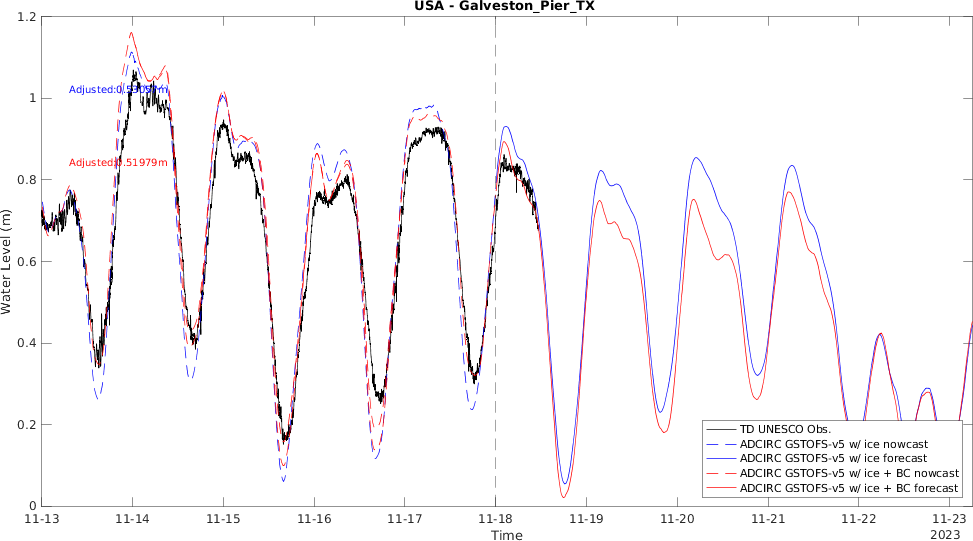 USA - Galveston_Pier_TX
1.2
1
0.8
0.6
0.4
0.2
0
Water Level (m)
Adjusted:0.51979m
TD UNESCO Obs.
ADCIRC GSTOFS-v5 w/ ice nowcast
ADCIRC GSTOFS-v5 w/ ice forecast
ADCIRC GSTOFS-v5 w/ ice + BC nowcast
ADCIRC GSTOFS-v5 w/ ice + BC forecast
11-13 11-14 11-15 11-16 11-17 11-18 11-19 11-20 11-21 11-22 11-23
Time
2023